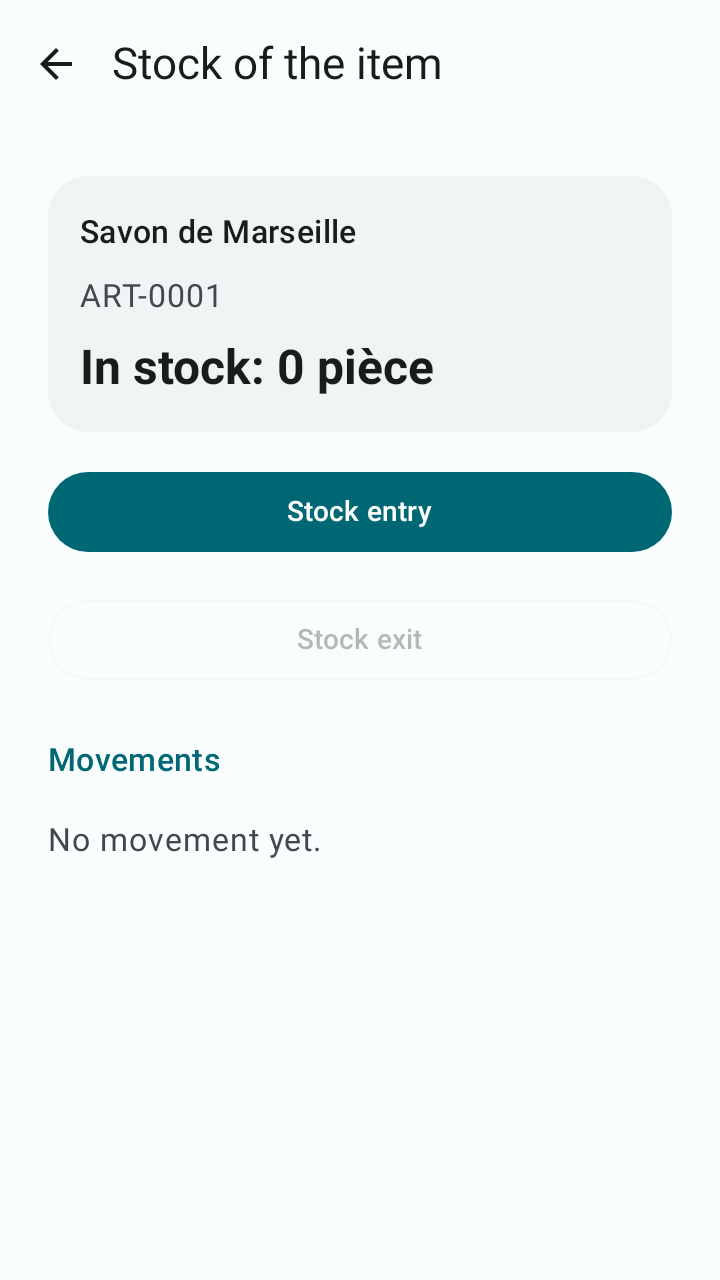 Stock of the item
Savon de Marseille
ART-0001
In stock: 0 pièce
Stock entry
Stock exit
Movements
No movement yet.